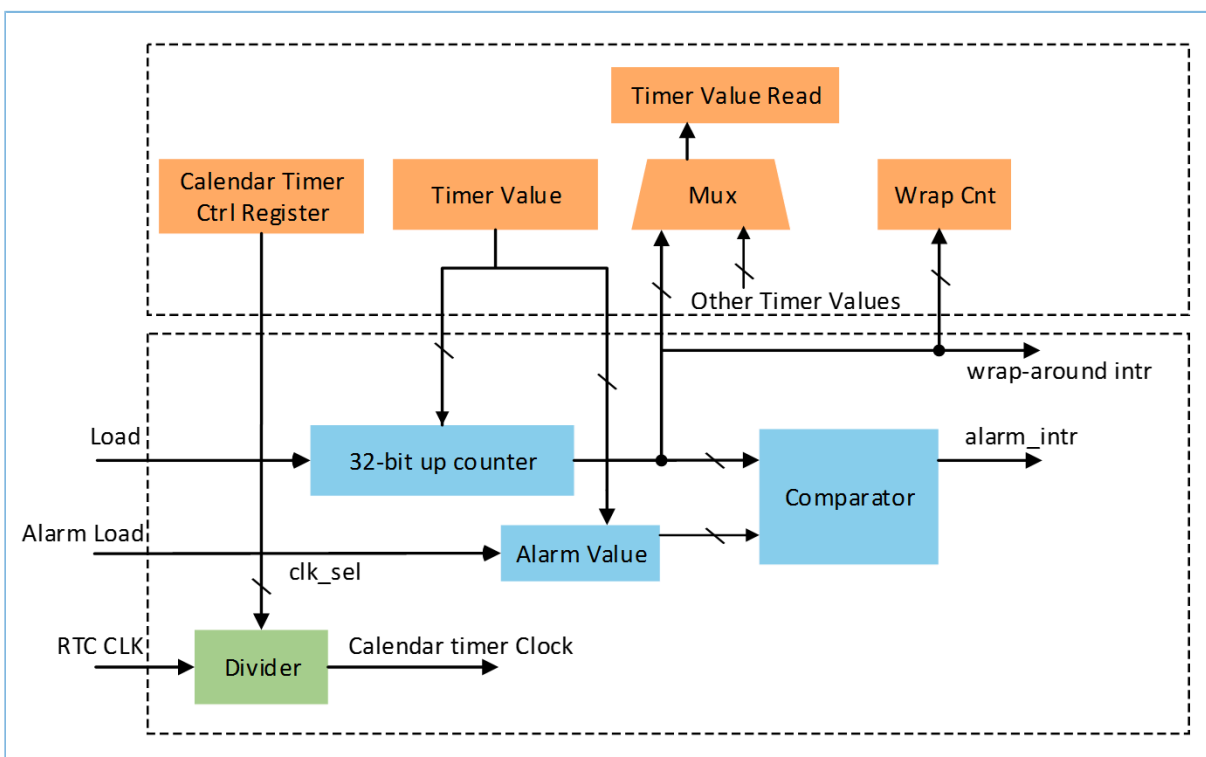 Timer Value Read
Calendar Timer
Ctrl Register
Timer Value
Mux
Wrap Cnt
Other Timer Values
wrap-around intr
Load
32-bit up counter
alarm_intr
Comparator
Alarm Load
Alarm Value
clk_sel
RTC CLK
Divider
Calendar timer Clock